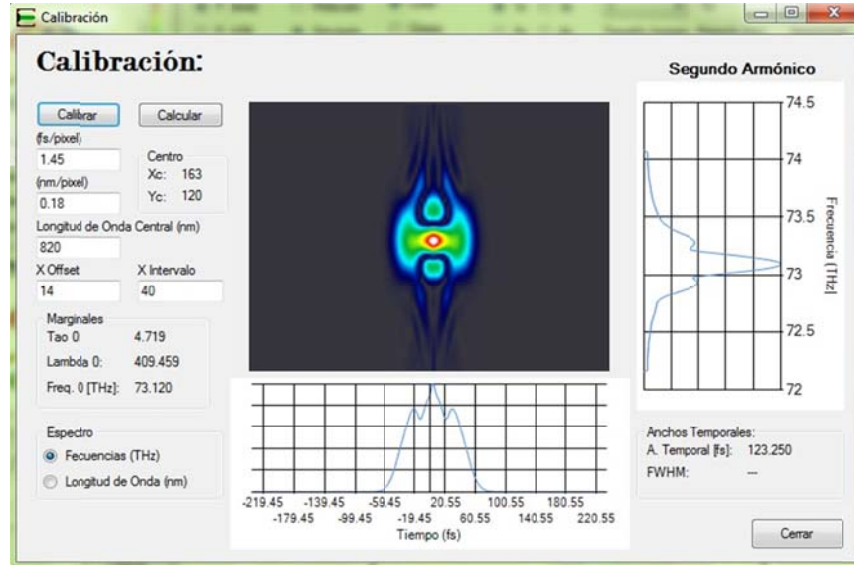 Calibración
Calibración:
Calibrar
Calcular
(fs/pixel)
1.45
(nm/pixel)
0.18
Centro
Xc: 163
Yc: 120
Longitud de Onda Central (nm)
820
X Offset
X Intervalo
14
40
Marginales
Tao 0
4.719
Lambda 0:
409.459
Freq. 0 [THz]:
73.120
Espectro
Fecuencias (THz)
Longitud de Onda (nm)
-219.45 -139.45 -59.45 20.55 100.55 180.55
-179.45 -99.45 -19.45 60.55 140.55 220.55
Tiempo (fs)
Segundo Armónico
74.5
74
73.5
73
72.5
72
Frecuencia (THz)
Anchos Temporales:
A. Temporal [fs]: 123.250
FWHM: ---
Cerrar